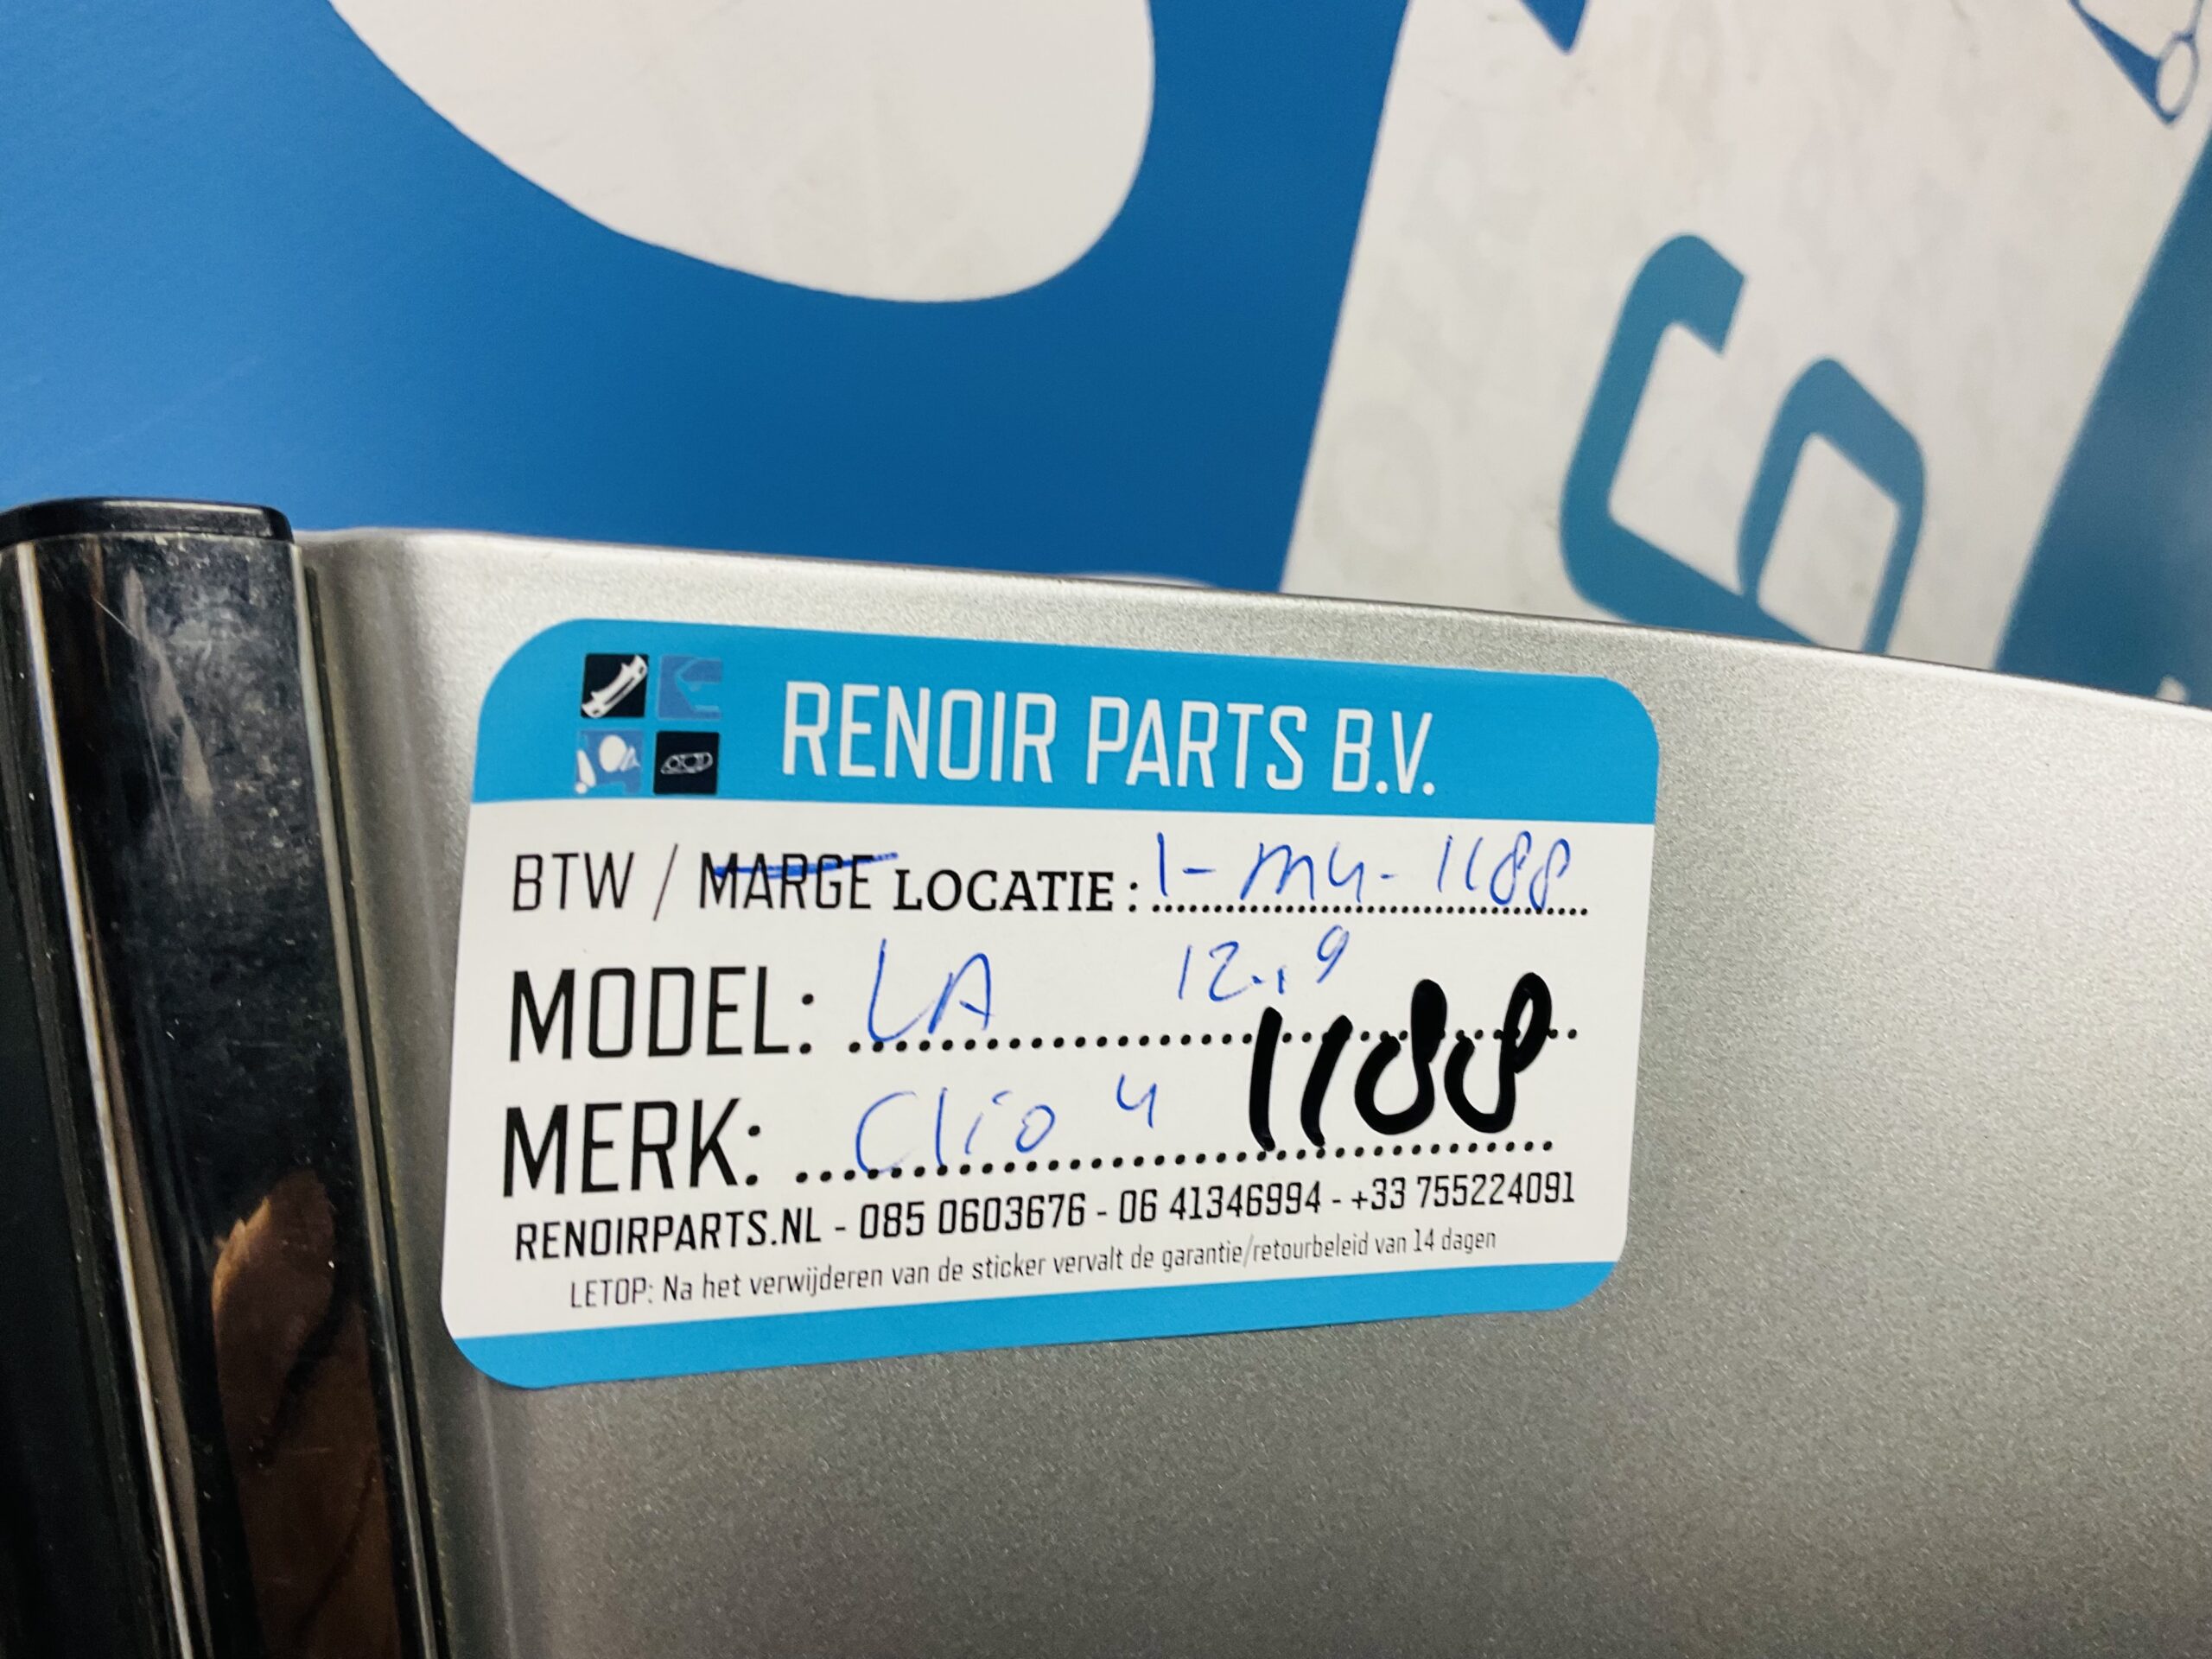 RENOIR PARTS B.V.
BTW / MARGE LOCATIE : 1-M4-1188
MODEL: LA 12..19
MERK: Clio 4 1188
RENOIRPARTS.NL - 085 0603676 - 06 41346994 - +33 755224091
LETOP: Na het verwijderen van de sticker vervalt de garantie/retourbeleid van 14 dagen